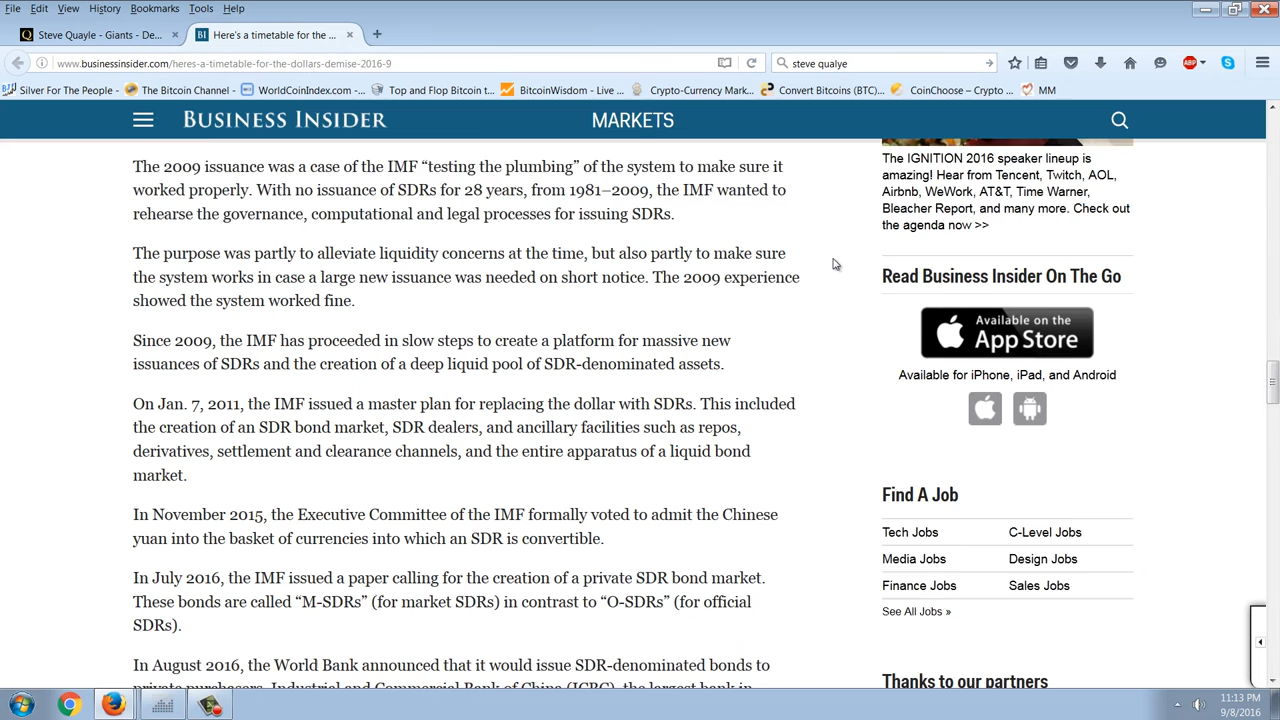 File Edit View History Bookmarks Tools Help
Steve Quayle - Giants - De...
Here's a timetable for the ...
www.businessinsider.com/heres-a-timetable-for-the-dollars-demise-2016-9
steve qualye
Silver For The People - The Bitcoin Channel - WorldCoinIndex.com -... Top and Flop Bitcoin t... BitcoinWisdom - Live ... Crypto-Currency Mark... Convert Bitcoins (BTC)... CoinChoose – Crypto ... MM
BUSINESS INSIDER
MARKETS
The 2009 issuance was a case of the IMF “testing the plumbing” of the system to make sure it
worked properly. With no issuance of SDRs for 28 years, from 1981–2009, the IMF wanted to
rehearse the governance, computational and legal processes for issuing SDRs.
The purpose was partly to alleviate liquidity concerns at the time, but also partly to make sure
the system works in case a large new issuance was needed on short notice. The 2009 experience
showed the system worked fine.
Since 2009, the IMF has proceeded in slow steps to create a platform for massive new
issuances of SDRs and the creation of a deep liquid pool of SDR-denominated assets.
On Jan. 7, 2011, the IMF issued a master plan for replacing the dollar with SDRs. This included
the creation of an SDR bond market, SDR dealers, and ancillary facilities such as repos,
derivatives, settlement and clearance channels, and the entire apparatus of a liquid bond
market.
In November 2015, the Executive Committee of the IMF formally voted to admit the Chinese
yuan into the basket of currencies into which an SDR is convertible.
In July 2016, the IMF issued a paper calling for the creation of a private SDR bond market.
These bonds are called “M-SDRs” (for market SDRs) in contrast to “O-SDRs” (for official
SDRs).
In August 2016, the World Bank announced that it would issue SDR-denominated bonds to
private purchasers. Industrial and Commercial Bank of China (ICBC), the largest bank in
The IGNITION 2016 speaker lineup is
amazing! Hear from Tencent, Twitch, AOL,
Airbnb, WeWork, AT&T, Time Warner,
Bleacher Report, and many more. Check out
the agenda now >>
Read Business Insider On The Go
Available on the
App Store
Available for iPhone, iPad, and Android
Find A Job
Tech Jobs C-Level Jobs
Media Jobs Design Jobs
Finance Jobs Sales Jobs
See All Jobs »
Thanks to our partners
11:13 PM
9/8/2016